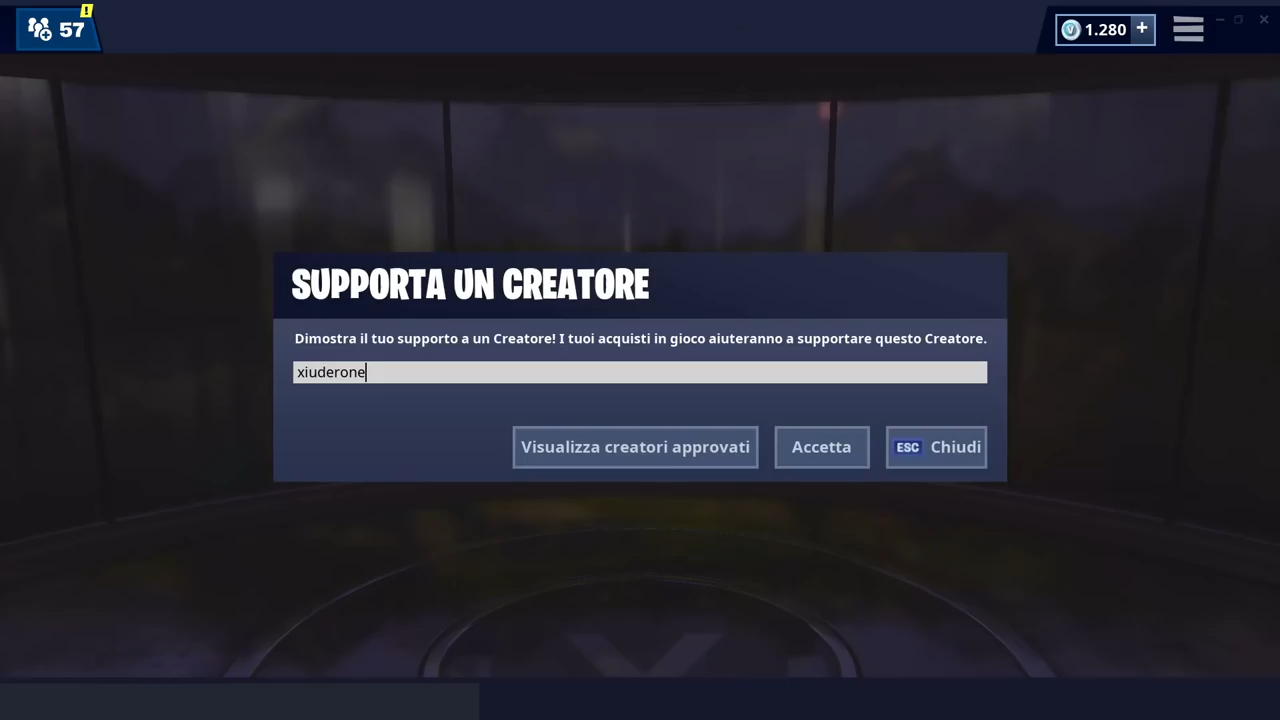 57
!
1.280 +
SUPPORTA UN CREATORE
Dimostra il tuo supporto a un Creatore! I tuoi acquisti in gioco aiuteranno a supportare questo Creatore.
xiuderone
Visualizza creatori approvati
Accetta
ESC Chiudi